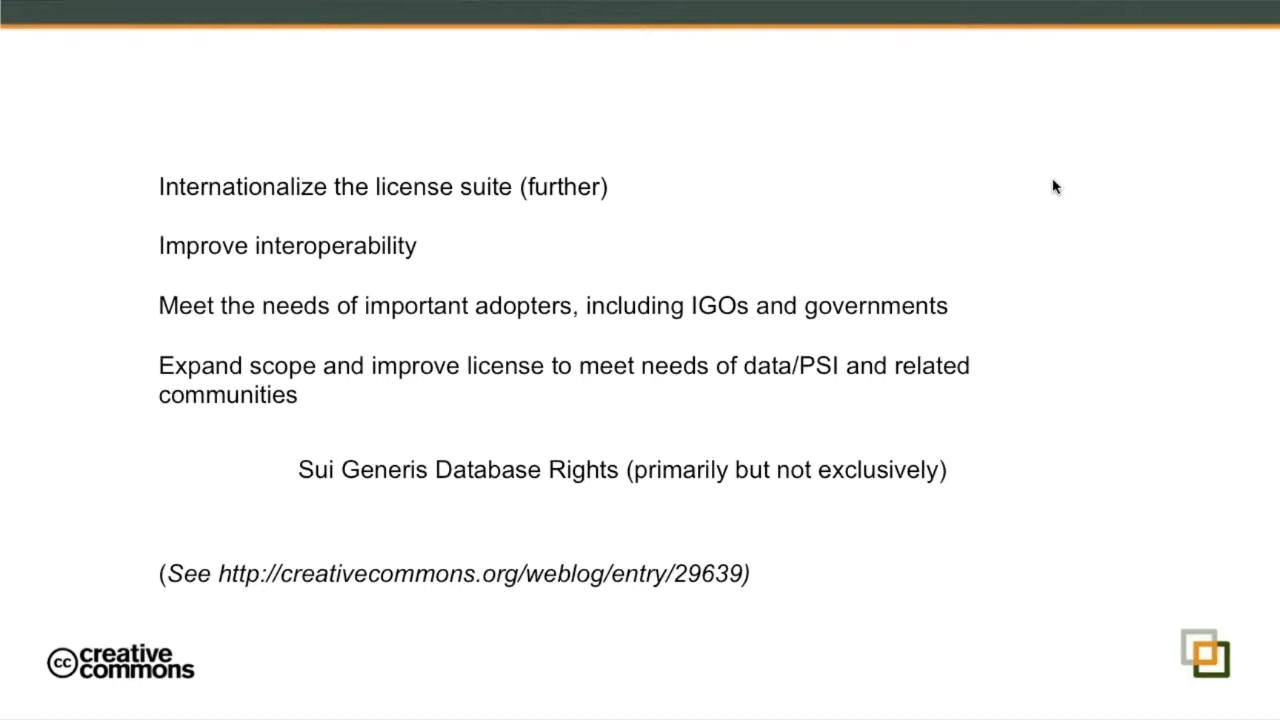 Internationalize the license suite (further)
Improve interoperability
Meet the needs of important adopters, including IGOs and governments
Expand scope and improve license to meet needs of data/PSI and related
communities
Sui Generis Database Rights (primarily but not exclusively)
(See http://creativecommons.org/weblog/entry/29639)
cc creative
commons